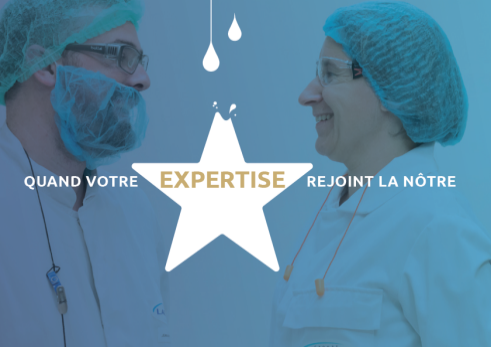 QUAND VOTRE EXPERTISE REJOINT LA NÔTRE